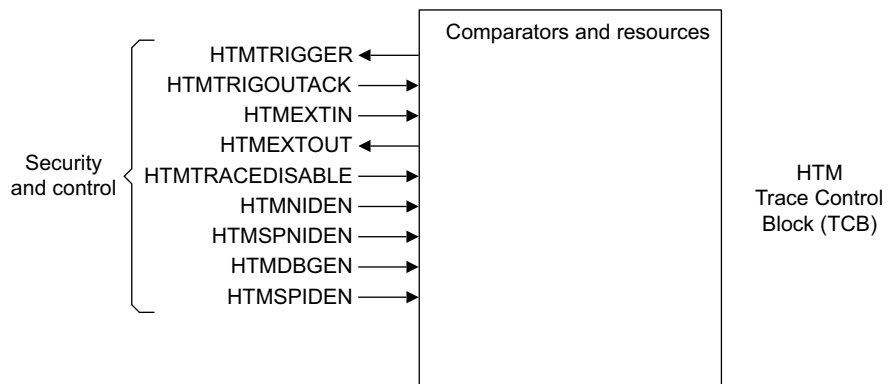 Comparators and resources
HTMTRIGGER
HTMTRIGOUTACK
HTMEXTIN
HTMEXTOUT
HTMTRACEDISABLE
HTMNIDEN
HTMSPNIDEN
HTMDBGEN
HTMSPIDEN
Security
and control
HTM
Trace Control
Block (TCB)